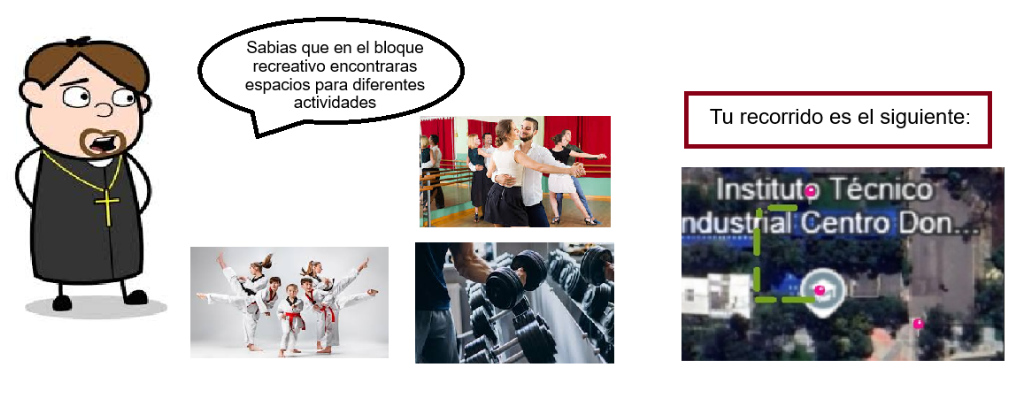 Sabias que en el bloque
recreativo encontraras
espacios para diferentes
actividades
Tu recorrido es el siguiente:
Instituto Técnico
ndustrial Centro Don...